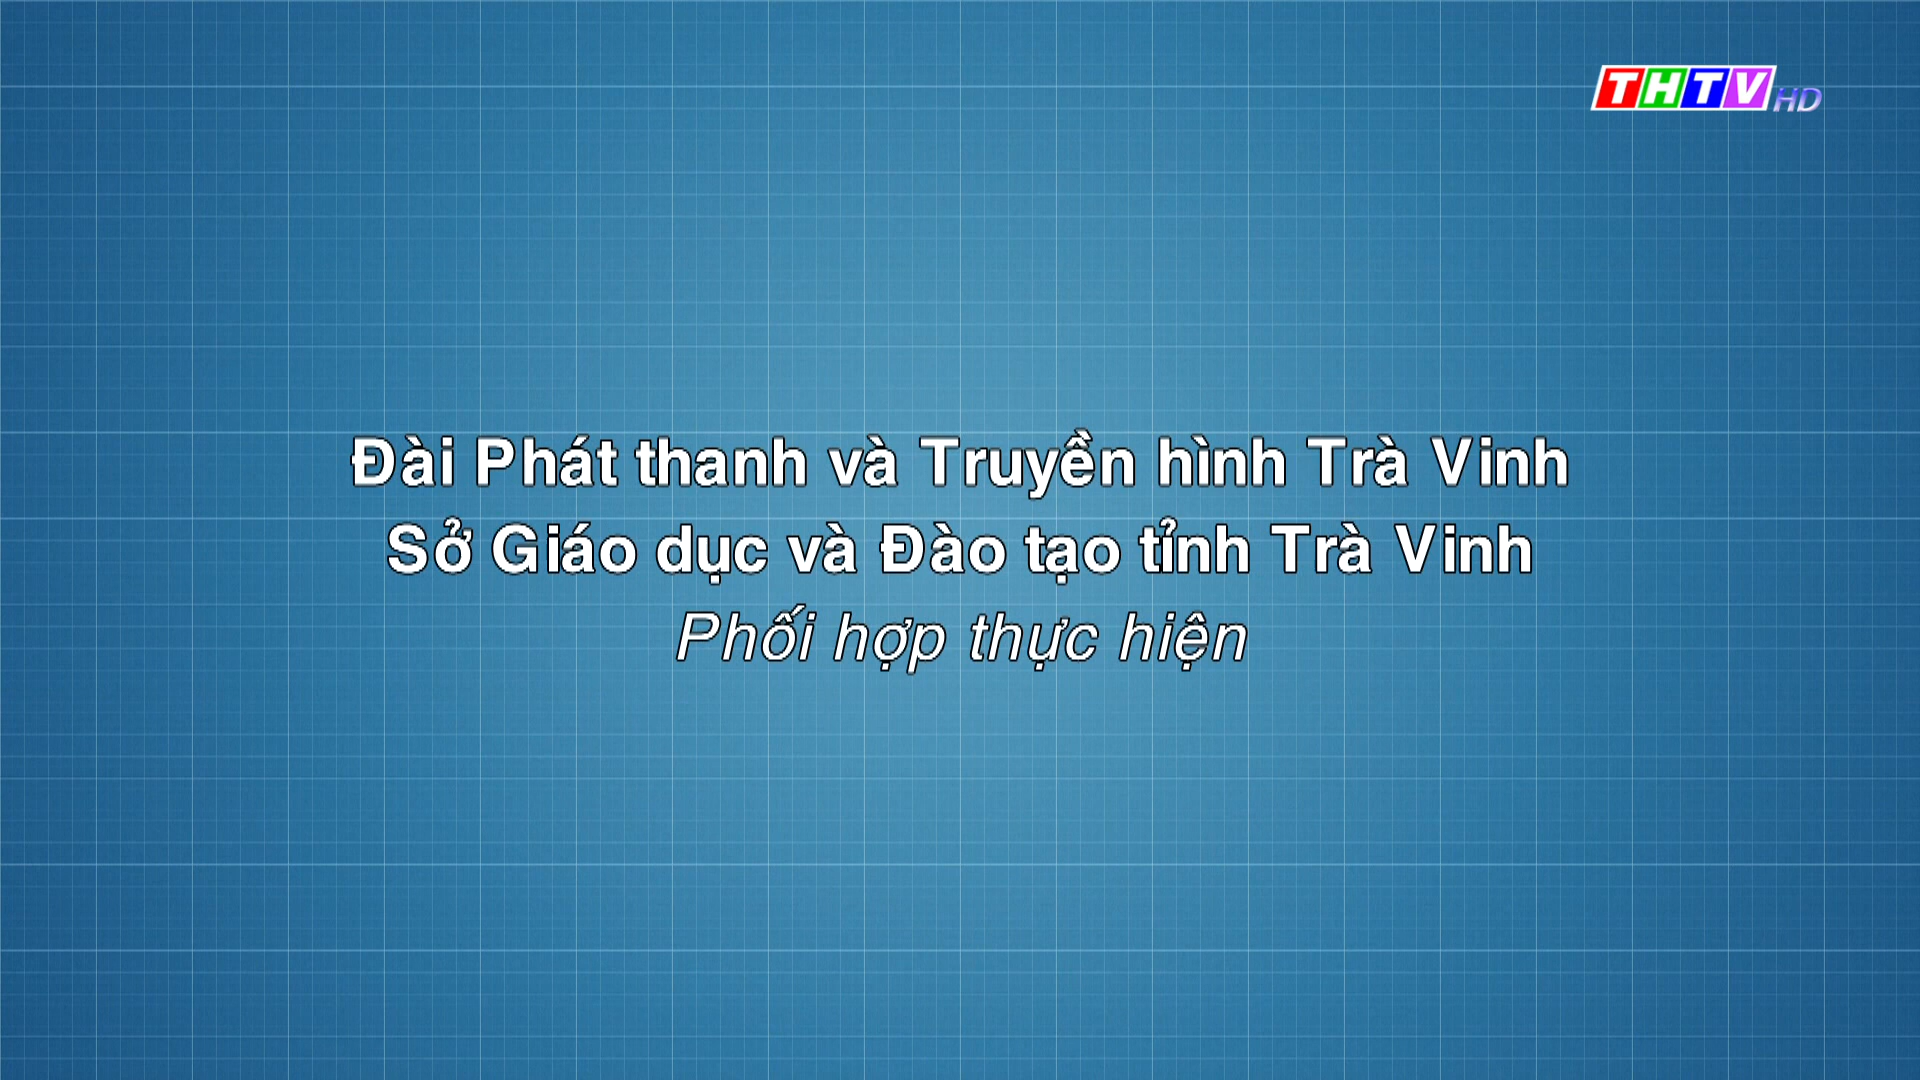 THTV HD
Đài Phát thanh và Truyền hình Trà Vinh
Sở Giáo dục và Đào tạo tỉnh Trà Vinh
Phối hợp thực hiện